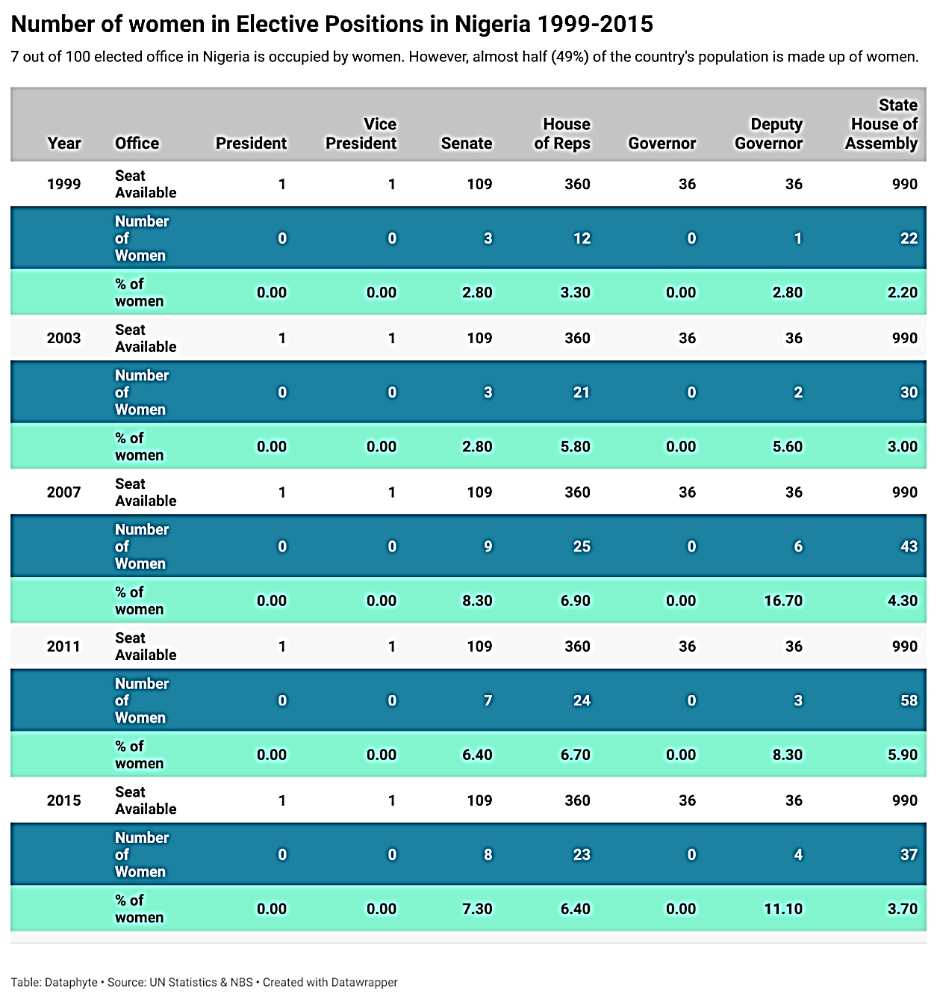 Number of women in Elective Positions in Nigeria 1999-2015
7 out of 100 elected office in Nigeria is occupied by women. However, almost half (49%) of the country's population is made up of women.
Year Office President Vice President Senate House of Reps Governor Deputy Governor State House of Assembly
1999 Seat Available 1 1 109 360 36 36 990
Number of Women 0 0 3 12 0 1 22
% of women 0.00 0.00 2.80 3.30 0.00 2.80 2.20
2003 Seat Available 1 1 109 360 36 36 990
Number of Women 0 0 3 21 0 2 30
% of women 0.00 0.00 2.80 5.80 0.00 5.60 3.00
2007 Seat Available 1 1 109 360 36 36 990
Number of Women 0 0 9 25 0 6 43
% of women 0.00 0.00 8.30 6.90 0.00 16.70 4.30
2011 Seat Available 1 1 109 360 36 36 990
Number of Women 0 0 7 24 0 3 58
% of women 0.00 0.00 6.40 6.70 0.00 8.30 5.90
2015 Seat Available 1 1 109 360 36 36 990
Number of Women 0 0 8 23 0 4 37
% of women 0.00 0.00 7.30 6.40 0.00 11.10 3.70
Table: Dataphyte • Source: UN Statistics & NBS • Created with Datawrapper